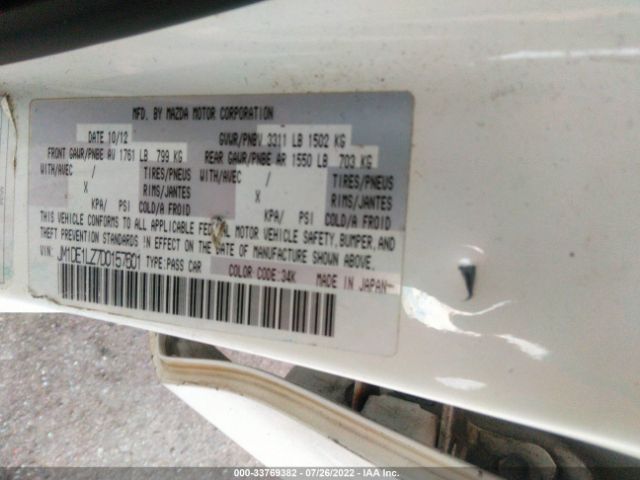 MFD. BY MAZDA MOTOR CORPORATION
DATE 10/12 GVWR/PNBV 3311 LB 1502 KG
FRONT GAWR/PNBE AV 1761 LB 799 KG REAR GAWR/PNBE AR 1550 LB 703 KG
WITH/AVEC / TIRES/PNEUS WITH/AVEC / TIRES/PNEUS
X RIMS/JANTES X RIMS/JANTES
KPA/ PSI COLD/A FROID KPA/ PSI COLD/A FROID
THIS VEHICLE CONFORMS TO ALL APPLICABLE FEDERAL MOTOR VEHICLE SAFETY, BUMPER, AND
THEFT PREVENTION STANDARDS IN EFFECT ON THE DATE OF MANUFACTURE SHOWN ABOVE.
VIN: JM1DE1LZ7D0157601 TYPE: PASS CAR COLOR CODE: 34K MADE IN JAPAN
000-33769382 - 07/26/2022 - IAA Inc.